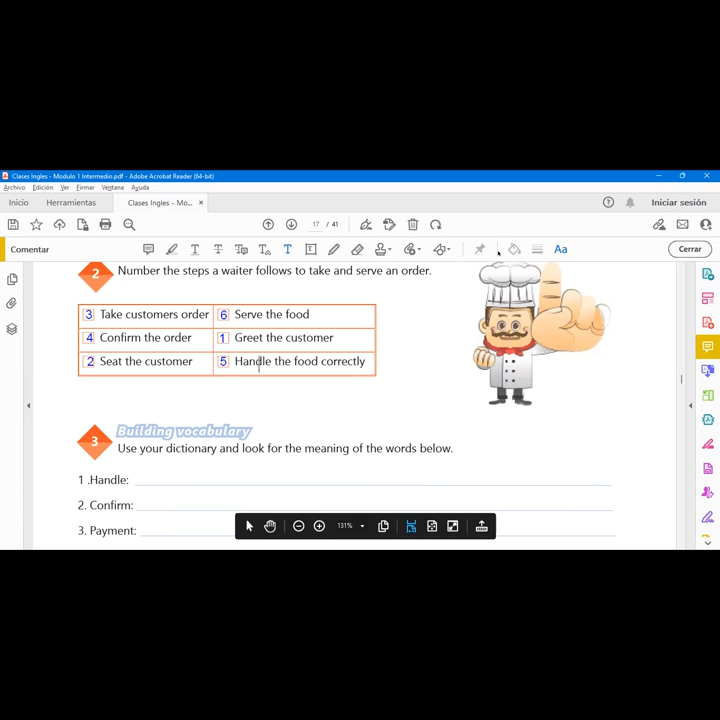 Clases Ingles - Modulo 1 Intermedio.pdf - Adobe Acrobat Reader (64-bit)
Archivo Edición Ver Firmar Ventana Ayuda
Inicio Herramientas Clases Ingles - Mo... × Iniciar sesión
17 / 41
Comentar Aa Cerrar
2 Number the steps a waiter follows to take and serve an order.
3 Take customers order 6 Serve the food
4 Confirm the order 1 Greet the customer
2 Seat the customer 5 Handle the food correctly
3 Building vocabulary
Use your dictionary and look for the meaning of the words below.
1 .Handle:
2. Confirm:
131%
3. Payment: